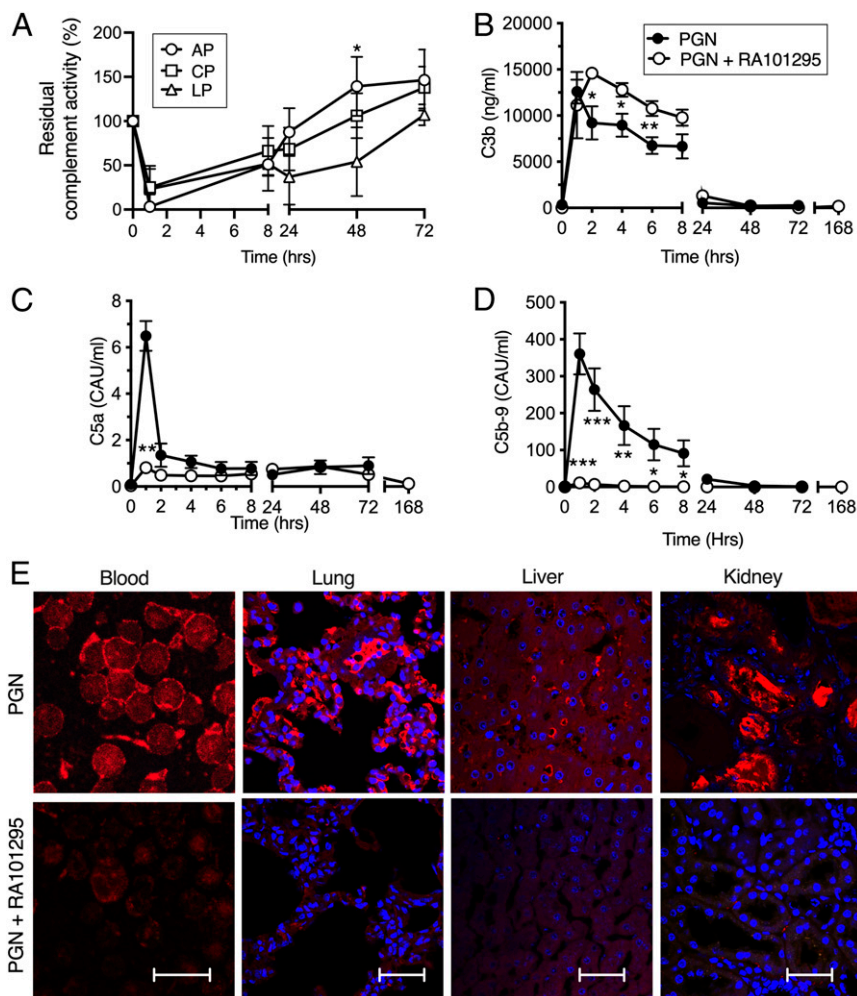 A
Residual
complement activity (%)
200
150
100
50
0
AP
CP
LP
*
0 2 4 6 8 24 48 72
Time (hrs)
B
C3b (ng/ml)
20000
15000
10000
5000
0
PGN
PGN + RA101295
*
*
**
0 2 4 6 8 24 48 72 168
Time (hrs)
C
C5a (CAU/ml)
8
6
4
2
0
**
0 2 4 6 8 24 48 72 168
Time (hrs)
D
C5b-9 (CAU/ml)
500
400
300
200
100
0
***
***
**
*
*
0 2 4 6 8 24 48 72 168
Time (Hrs)
E
Blood Lung Liver Kidney
PGN
PGN + RA101295